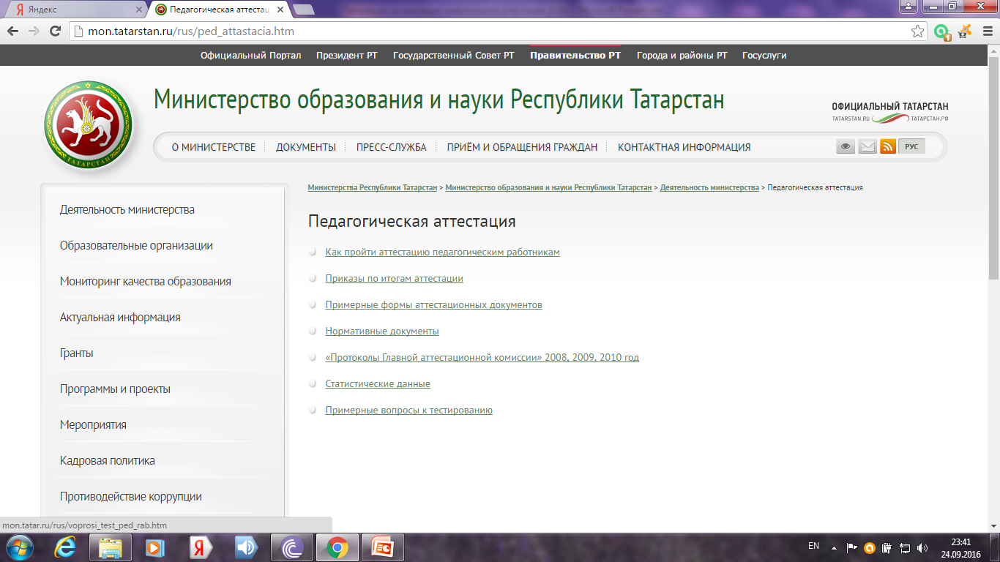 Яндекс
Педагогическая аттестац
mon.tatarstan.ru/rus/ped_attastacia.htm
1
Официальный Портал Президент РТ Государственный Совет РТ Правительство РТ Города и районы РТ Госуслуги
Министерство образования и науки Республики Татарстан
ТАТАРСТАН
ОФИЦИАЛЬНЫЙ ТАТАРСТАН
TATARSTAN.RU ТАТАРСТАН.РФ
О МИНИСТЕРСТВЕ ДОКУМЕНТЫ ПРЕСС-СЛУЖБА ПРИЁМ И ОБРАЩЕНИЯ ГРАЖДАН КОНТАКТНАЯ ИНФОРМАЦИЯ
РУС
Министерства Республики Татарстан > Министерство образования и науки Республики Татарстан > Деятельность министерства > Педагогическая аттестация
Деятельность министерства
Образовательные организации
Мониторинг качества образования
Актуальная информация
Гранты
Программы и проекты
Мероприятия
Кадровая политика
Противодействие коррупции
Педагогическая аттестация
Как пройти аттестацию педагогическим работникам
Приказы по итогам аттестации
Примерные формы аттестационных документов
Нормативные документы
«Протоколы Главной аттестационной комиссии» 2008, 2009, 2010 год
Статистические данные
Примерные вопросы к тестированию
mon.tatar.ru/rus/voprosi_test_ped_rab.htm
EN
23:41
24.09.2016